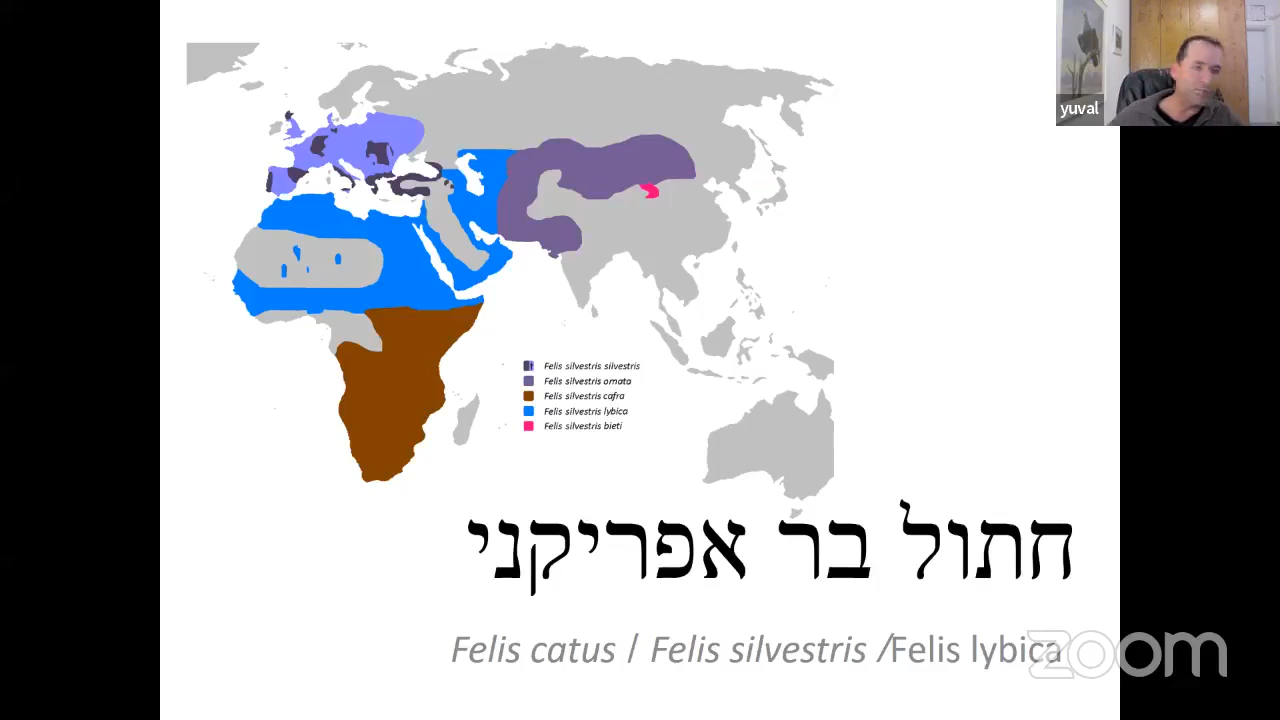 yuval
Felis silvestris silvestris
Felis silvestris ornata
Felis silvestris cafra
Felis silvestris lybica
Felis silvestris bieti
חתול בר אפריקני
Felis catus / Felis silvestris /Felis lybica
zoom